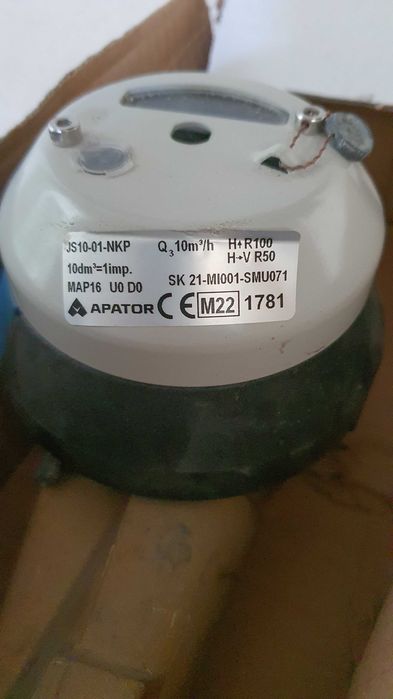 JS10-01-NKP Q3 10m³/h H↑R100
H→V R50
10dm³=1imp.
SK 21-MI001-SMU071
MAP16 U0 D0
APATOR CE M22 1781